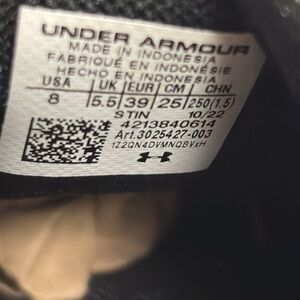 UNDER ARMOUR
MADE IN INDONESIA
FABRIQUÉ EN INDONÉSIE
HECHO EN INDONESIA
USA UK EUR CM CHN
8 5.5 39 25 250(1.5)
STIN 10/22
4213840614
Art.3025427-003
1Z2QN4DVMNQBVxH